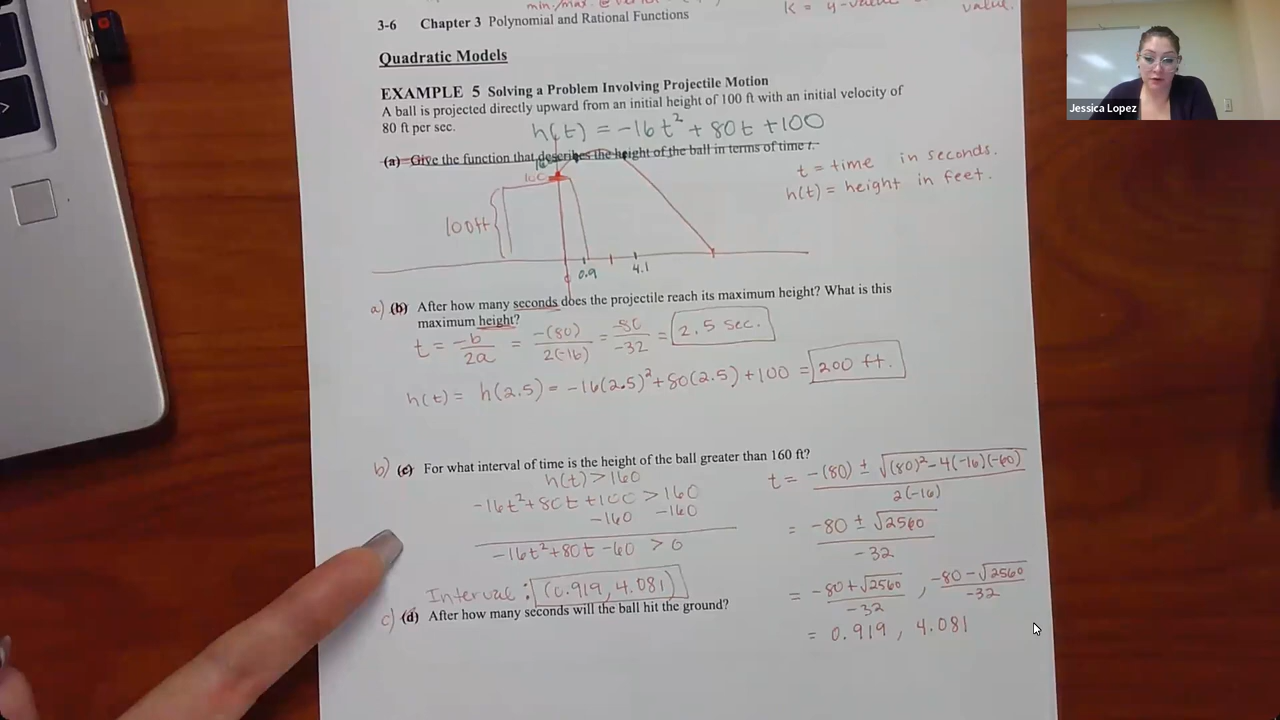 min./max. @
K = y-value
value.
3-6 Chapter 3 Polynomial and Rational Functions
Quadratic Models
EXAMPLE 5 Solving a Problem Involving Projectile Motion
A ball is projected directly upward from an initial height of 100 ft with an initial velocity of
80 ft per sec.
h(t) = -16t² + 80t + 100
(a) Give the function that describes the height of the ball in terms of time t.
t = time in seconds.
h(t) = height in feet.
100
100ft
0.9
4.1
a) (b) After how many seconds does the projectile reach its maximum height? What is this
maximum height?
t = -b/2a = -(80)/2(-16) = -80/-32 = 2.5 sec.
h(t) = h(2.5) = -16(2.5)² + 80(2.5) + 100 = 200 ft.
b) (c) For what interval of time is the height of the ball greater than 160 ft?
h(t) > 160
-16t² + 80t + 100 > 160
-160 -160
-16t² + 80t - 60 > 0
Interval: (0.919, 4.081)
t = -(80) ± √(80)² - 4(-16)(-60) / 2(-16)
= -80 ± √2560 / -32
= -80 + √2560 / -32 , -80 - √2560 / -32
= 0.919 , 4.081
c) (d) After how many seconds will the ball hit the ground?
Jessica Lopez